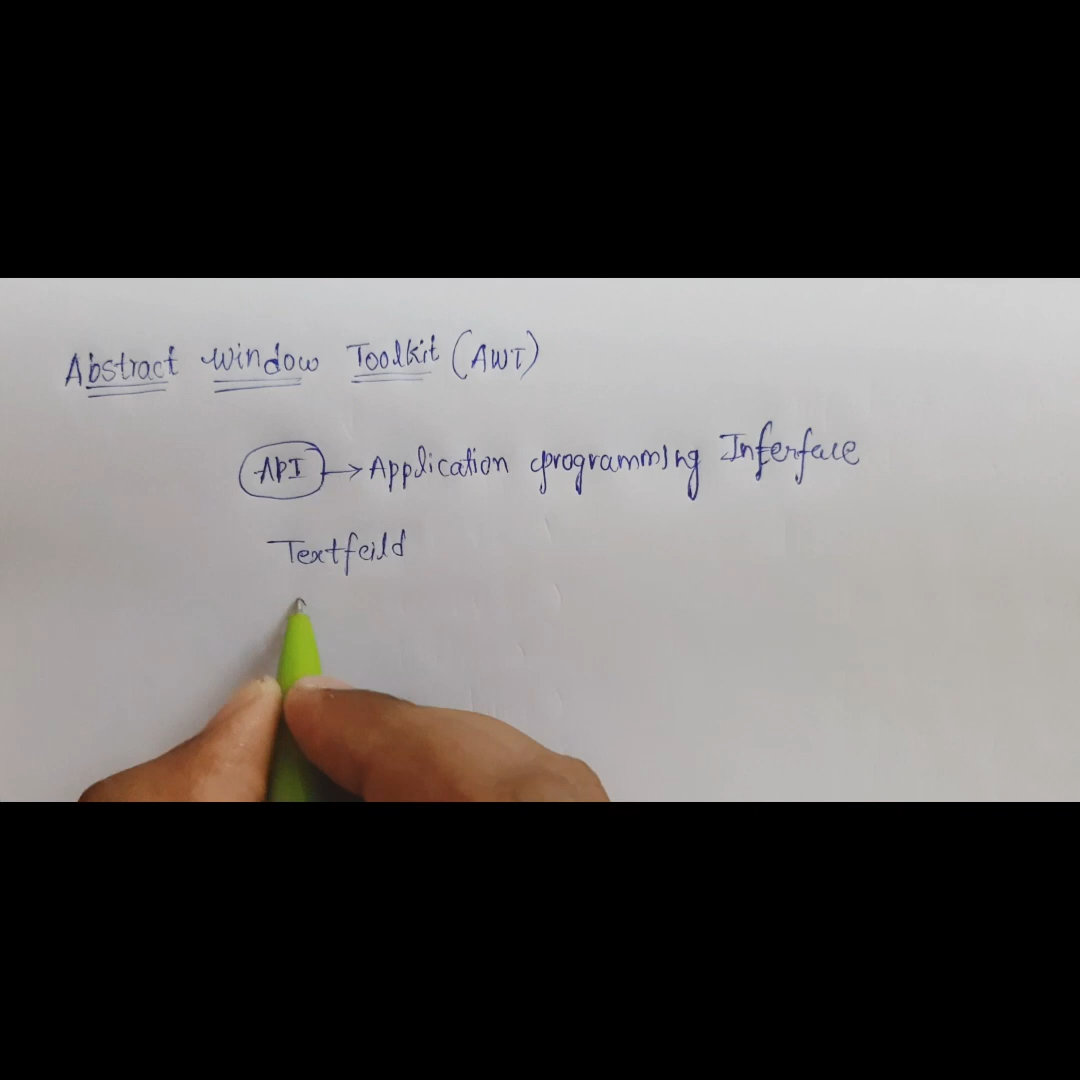 Abstract Window Toolkit (AWT)
API → Application programming Interface
Textfeild